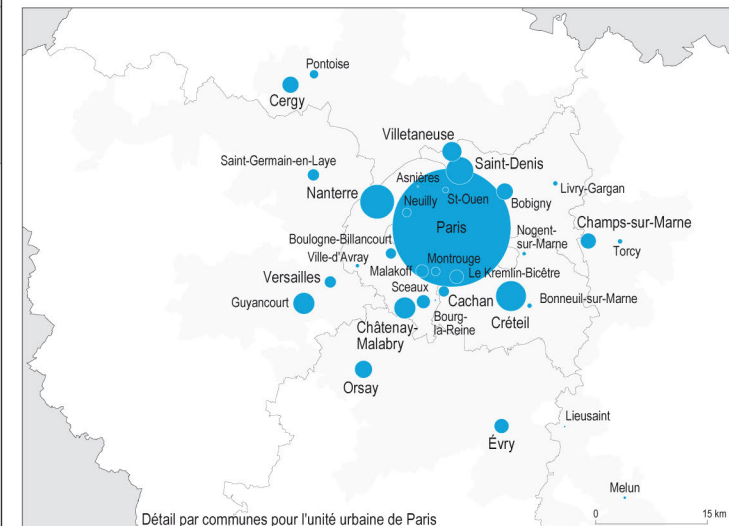 Pontoise
Cergy
Villetaneuse
Saint-Germain-en-Laye
Saint-Denis
Asnières
Nanterre
Neuilly
St-Ouen
Livry-Gargan
Bobigny
Paris
Champs-sur-Marne
Nogent-
sur-Marne
Torcy
Boulogne-Billancourt
Ville-d'Avray
Montrouge
Malakoff
Le Kremlin-Bicêtre
Versailles
Sceaux
Guyancourt
Cachan
Bonneuil-sur-Marne
Bourg-
la-Reine
Créteil
Châtenay-
Malabry
Orsay
Lieusaint
Évry
Melun
Détail par communes pour l'unité urbaine de Paris
0
15 km